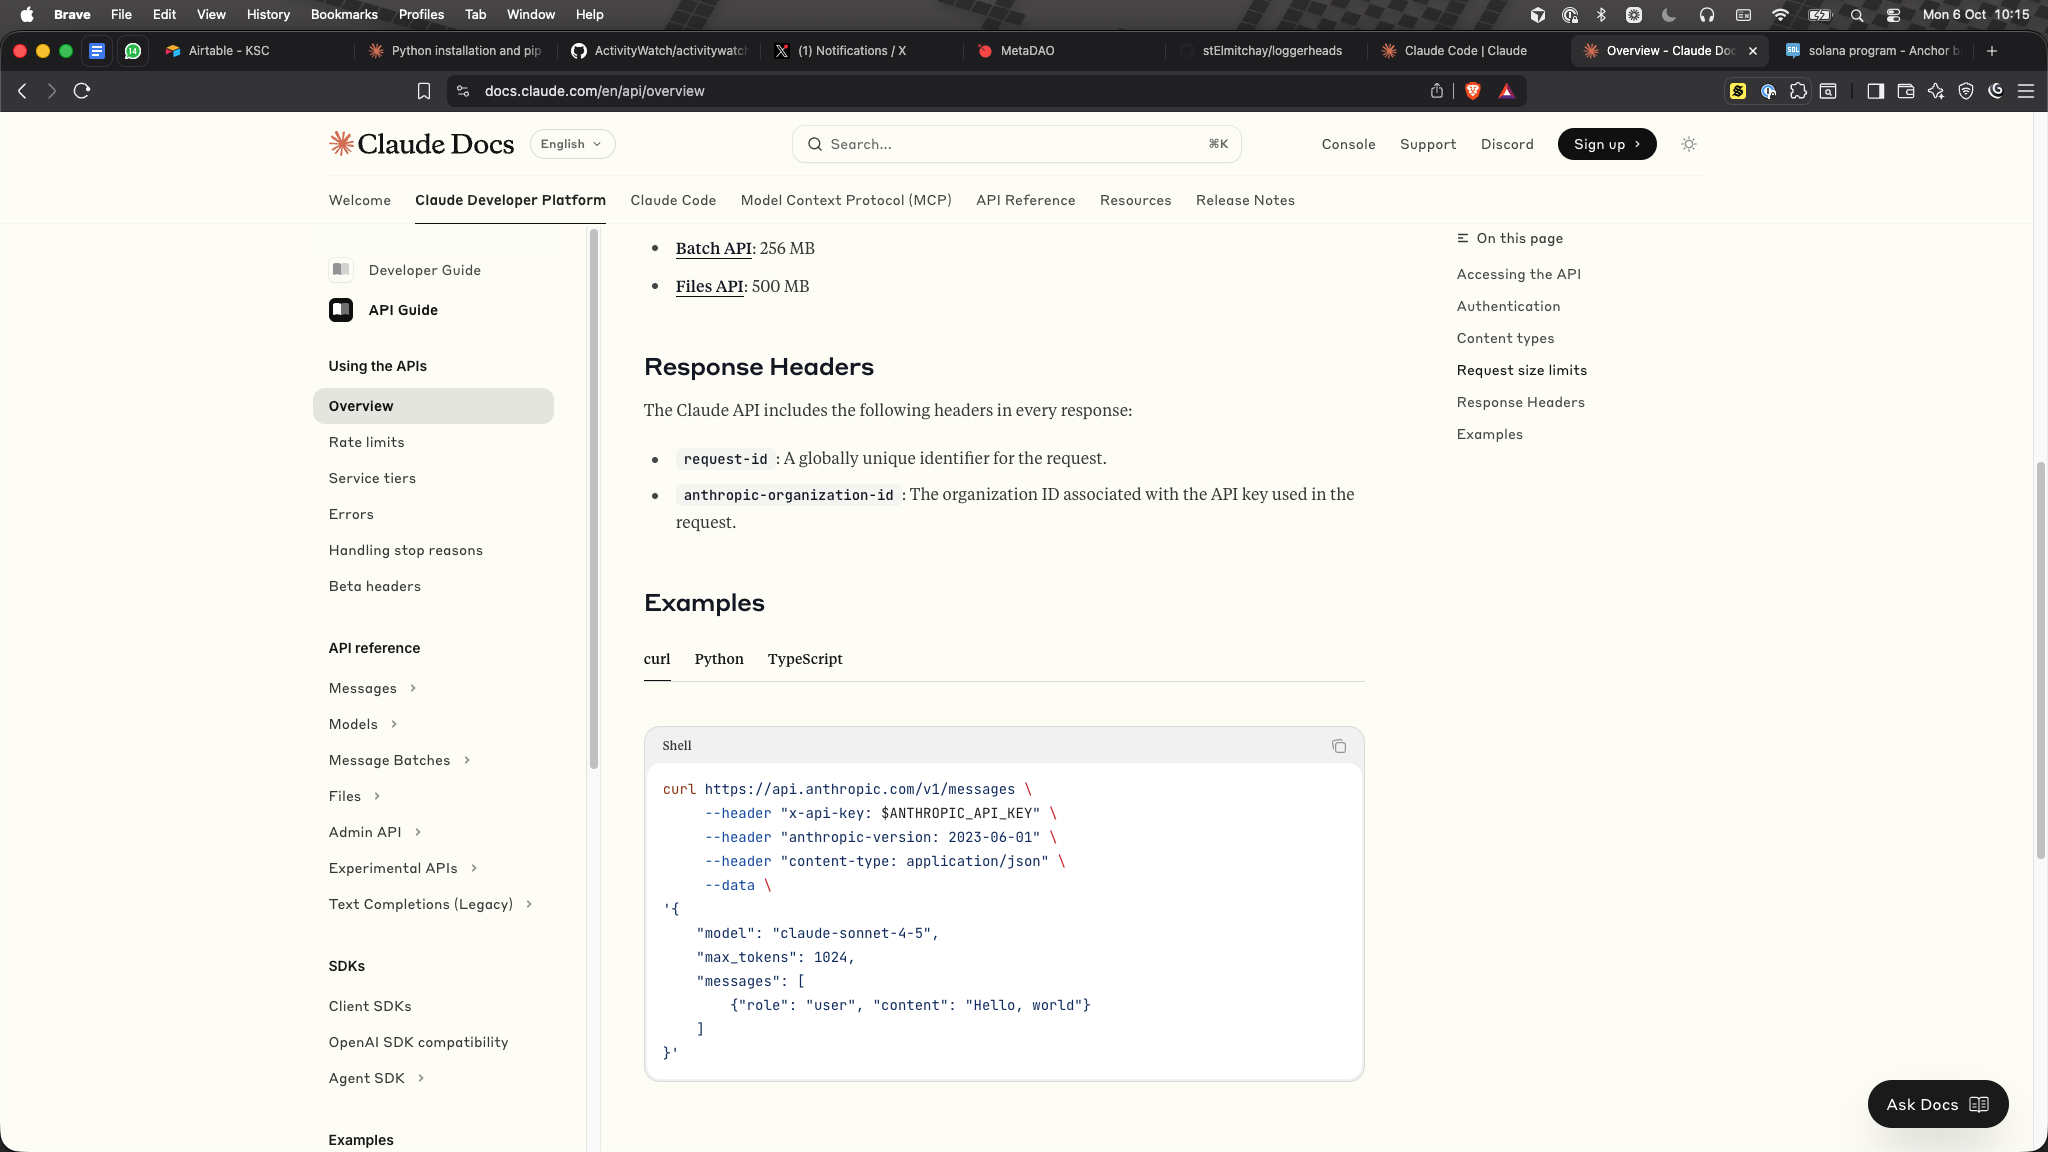 Brave File Edit View History Bookmarks Profiles Tab Window Help Mon 6 Oct 10:15
14 Airtable - KSC Python installation and pip ActivityWatch/activitywatch (1) Notifications / X MetaDAO stElmitchay/loggerheads Claude Code | Claude Overview - Claude Doc solana program - Anchor b
docs.claude.com/en/api/overview
Claude Docs English Search... ⌘K Console Support Discord Sign up
Welcome Claude Developer Platform Claude Code Model Context Protocol (MCP) API Reference Resources Release Notes
Developer Guide
API Guide
Using the APIs
Overview
Rate limits
Service tiers
Errors
Handling stop reasons
Beta headers
API reference
Messages
Models
Message Batches
Files
Admin API
Experimental APIs
Text Completions (Legacy)
SDKs
Client SDKs
OpenAI SDK compatibility
Agent SDK
Examples
Batch API: 256 MB
Files API: 500 MB
Response Headers
The Claude API includes the following headers in every response:
request-id : A globally unique identifier for the request.
anthropic-organization-id : The organization ID associated with the API key used in the
request.
Examples
curl Python TypeScript
Shell
curl https://api.anthropic.com/v1/messages \
--header "x-api-key: $ANTHROPIC_API_KEY" \
--header "anthropic-version: 2023-06-01" \
--header "content-type: application/json" \
--data \
'{
"model": "claude-sonnet-4-5",
"max_tokens": 1024,
"messages": [
{"role": "user", "content": "Hello, world"}
]
}'
On this page
Accessing the API
Authentication
Content types
Request size limits
Response Headers
Examples
Ask Docs